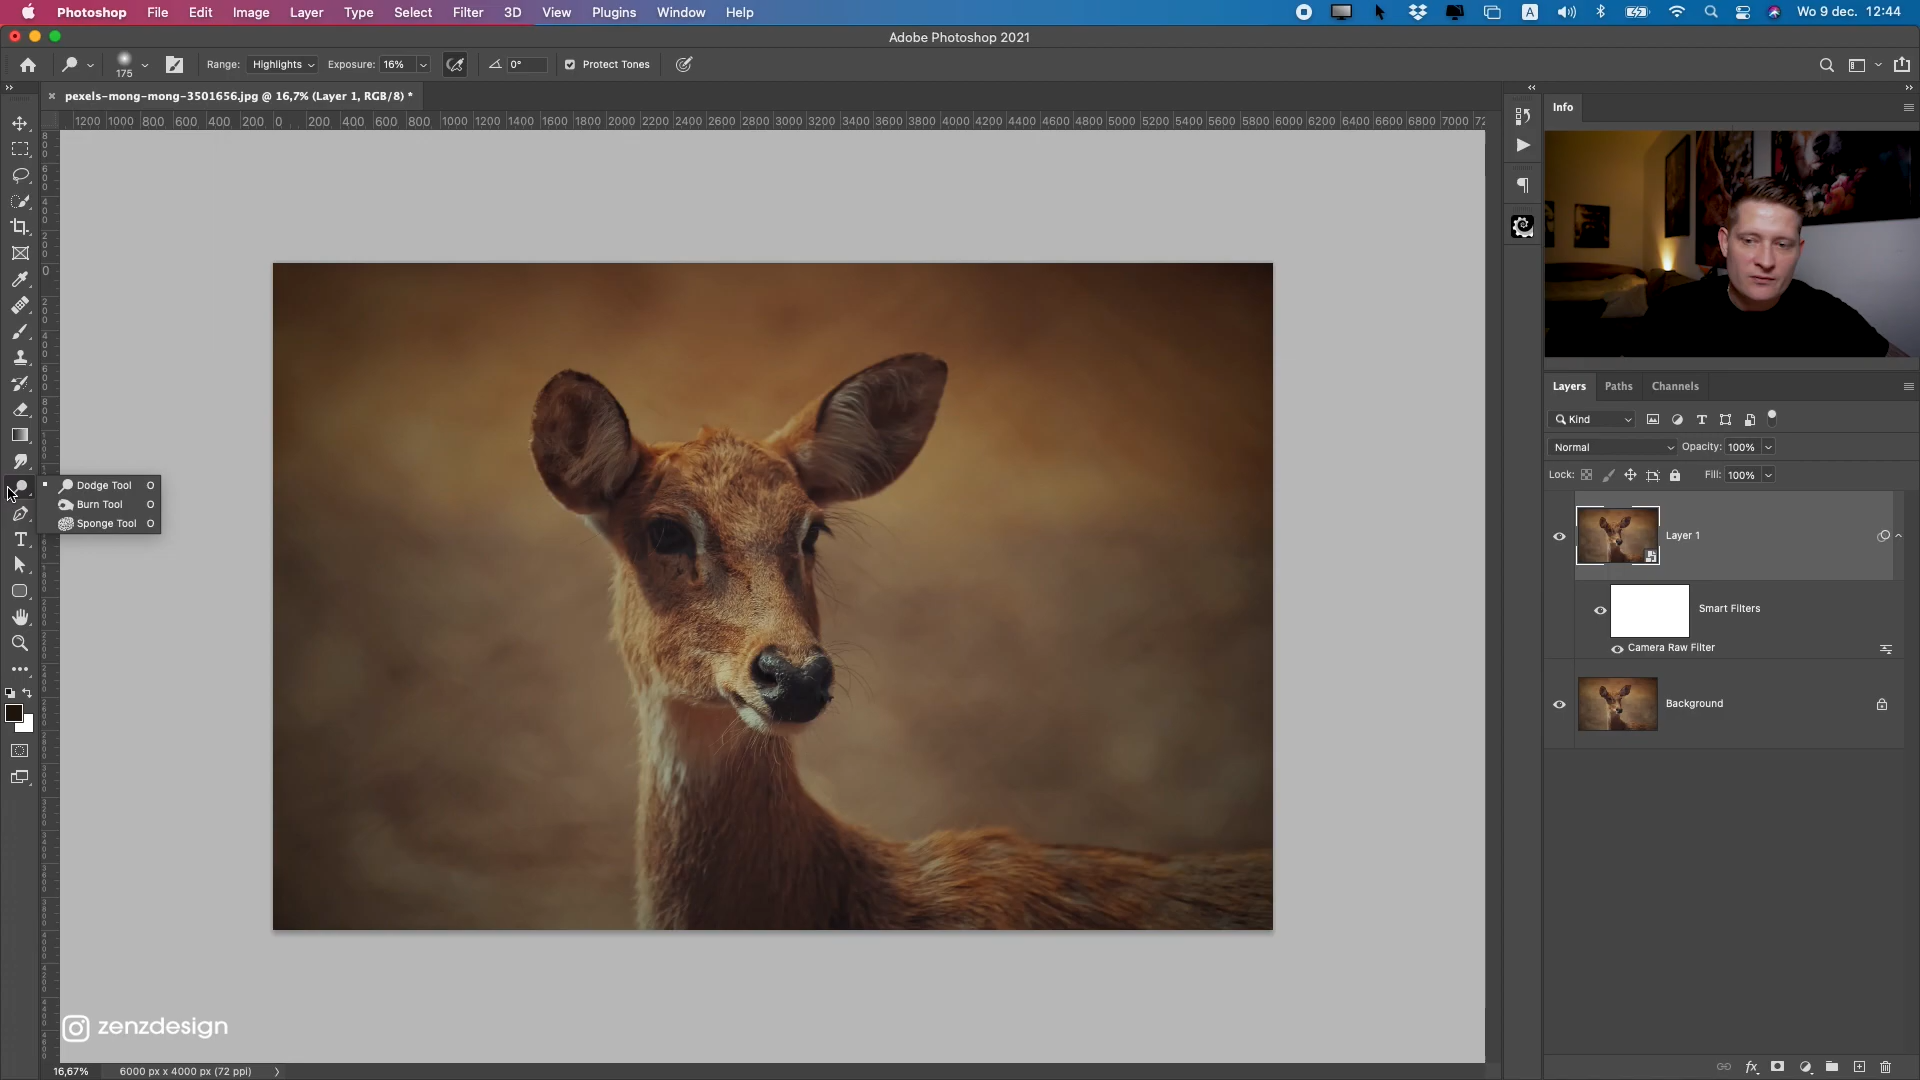 Photoshop File Edit Image Layer Type Select Filter 3D View Plugins Window Help A Wo 9 dec. 12:44
Adobe Photoshop 2021
175 Range: Highlights Exposure: 16% 0° Protect Tones
pexels-mong-mong-3501656.jpg @ 16,7% (Layer 1, RGB/8) *
1200 1000 800 600 400 200 0 200 400 600 800 1000 1200 1400 1600 1800 2000 2200 2400 2600 2800 3000 3200 3400 3600 3800 4000 4200 4400 4600 4800 5000 5200 5400 5600 5800 6000 6200 6400 6600 6800 7000
Info
Layers Paths Channels
Kind
Normal Opacity: 100%
Lock: Fill: 100%
Dodge Tool O
Burn Tool O
Sponge Tool O
Layer 1
Smart Filters
Camera Raw Filter
Background
zenzdesign
16,67% 6000 px x 4000 px (72 ppi)